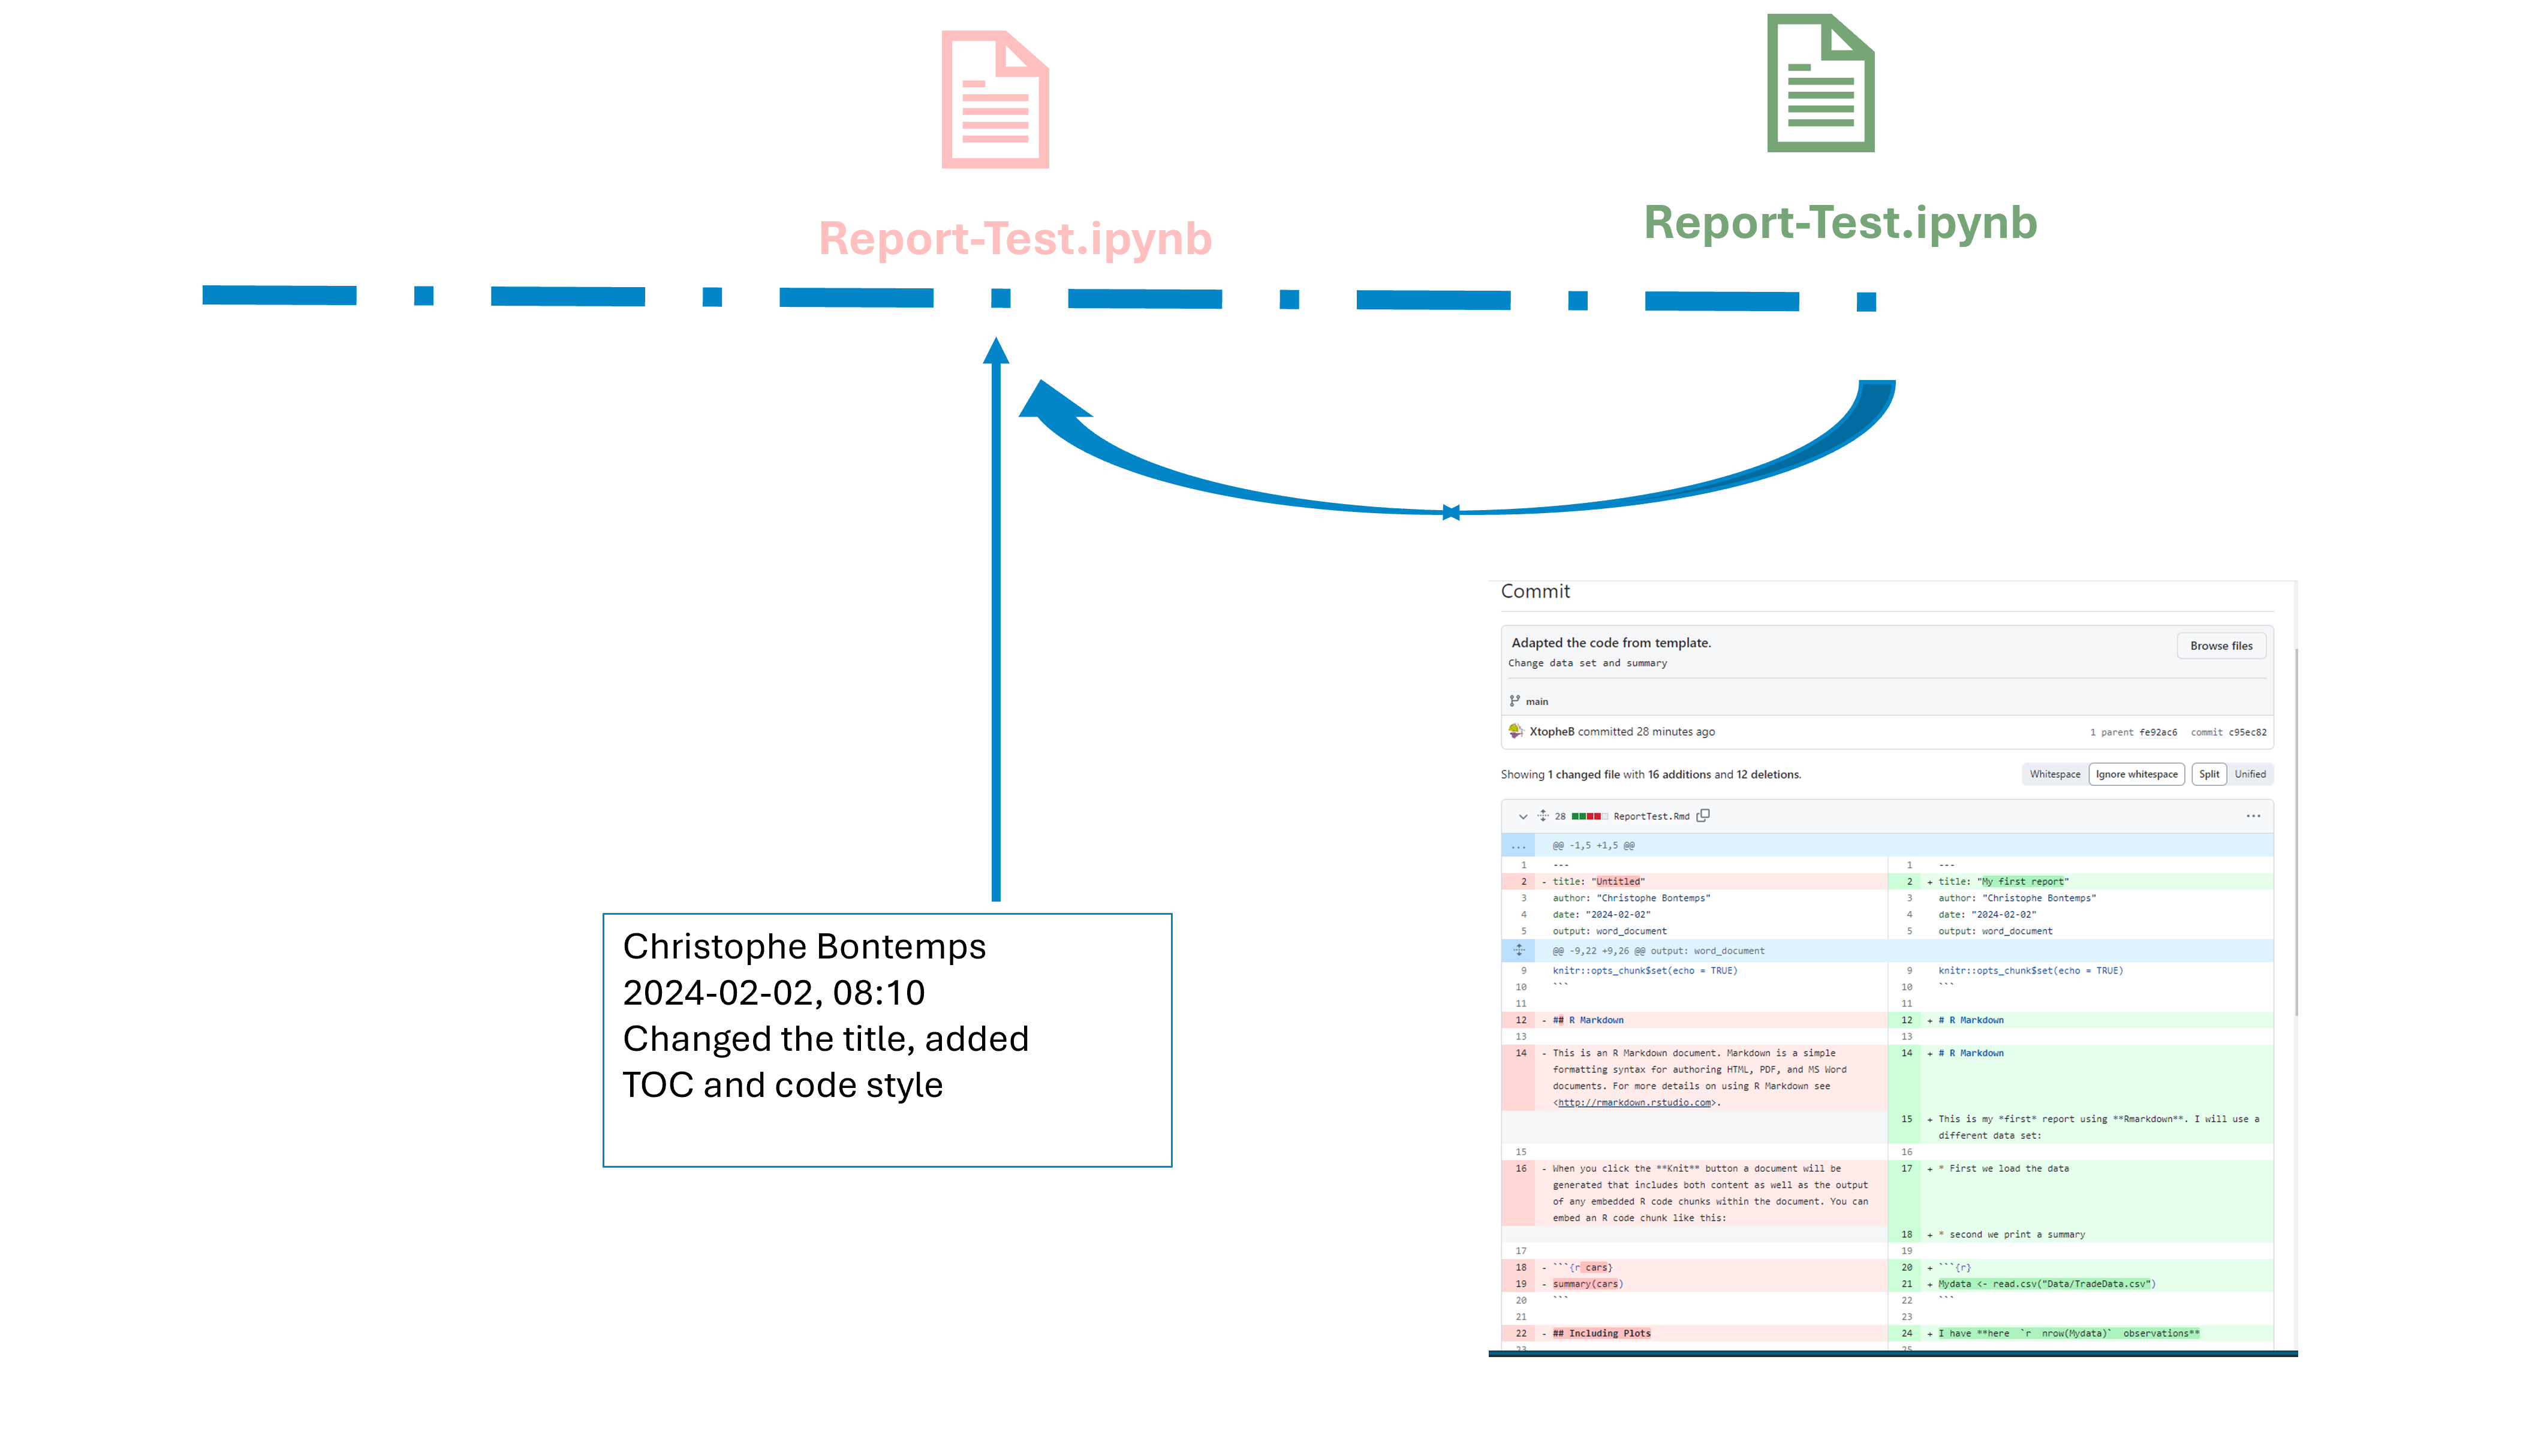 Report-Test.ipynb
Report-Test.ipynb
Christophe Bontemps
2024-02-02, 08:10
Changed the title, added
TOC and code style
Commit
Adapted the code from template.
Browse files
Change data set and summary
main
XtopheB committed 28 minutes ago
1 parent fe92ac6 commit c95ec82
Showing 1 changed file with 16 additions and 12 deletions.
Whitespace Ignore whitespace Split Unified
28 ReportTest.Rmd
... @@ -1,5 +1,5 @@
1 --- 1 ---
2 - title: "Untitled" 2 + title: "My first report"
3 author: "Christophe Bontemps" 3 author: "Christophe Bontemps"
4 date: "2024-02-02" 4 date: "2024-02-02"
5 output: word_document 5 output: word_document
@@ -9,22 +9,26 @@ output: word_document
9 knitr::opts_chunk$set(echo = TRUE) 9 knitr::opts_chunk$set(echo = TRUE)
10 ``` 10 ```
11 11
12 - ## R Markdown 12 + # R Markdown
13 13
14 - This is an R Markdown document. Markdown is a simple 14 + # R Markdown
formatting syntax for authoring HTML, PDF, and MS Word
documents. For more details on using R Markdown see
<http://rmarkdown.rstudio.com>.
15 + This is my *first* report using **Rmarkdown**. I will use a
different data set:
15 16
16 - When you click the **Knit** button a document will be 17 + * First we load the data
generated that includes both content as well as the output
of any embedded R code chunks within the document. You can
embed an R code chunk like this:
18 + * second we print a summary
17 19
18 - ```{r cars} 20 + ```{r}
19 - summary(cars) 21 + Mydata <- read.csv("Data/TradeData.csv")
20 ``` 22 ```
21 23
22 - ## Including Plots 24 + I have **here `r nrow(Mydata)` observations**
23 25